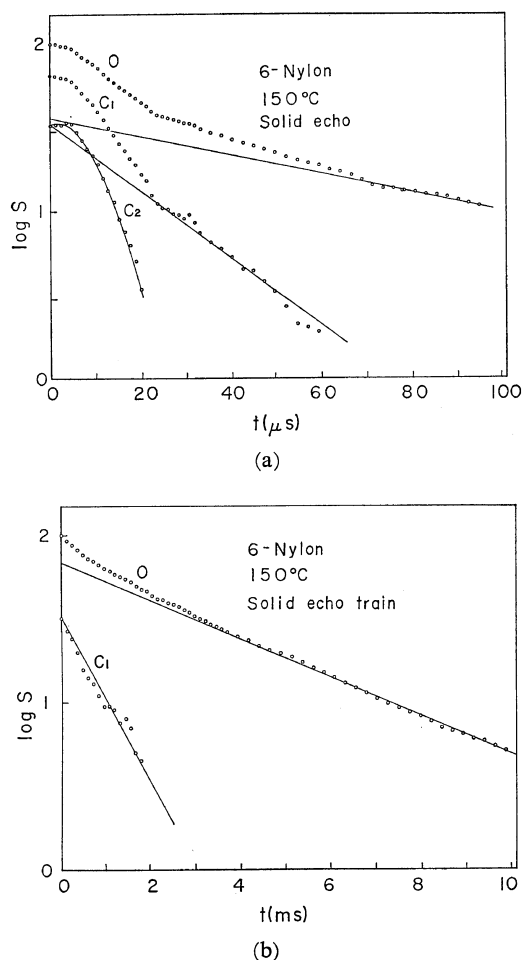 2
O
6-Nylon
150°C
Solid echo
C1
1
C2
log S
0
0 20 40 60 80 100
t(μs)
(a)
2
6-Nylon
150°C
Solid echo train
O
C1
1
log S
0
0 2 4 6 8 10
t(ms)
(b)